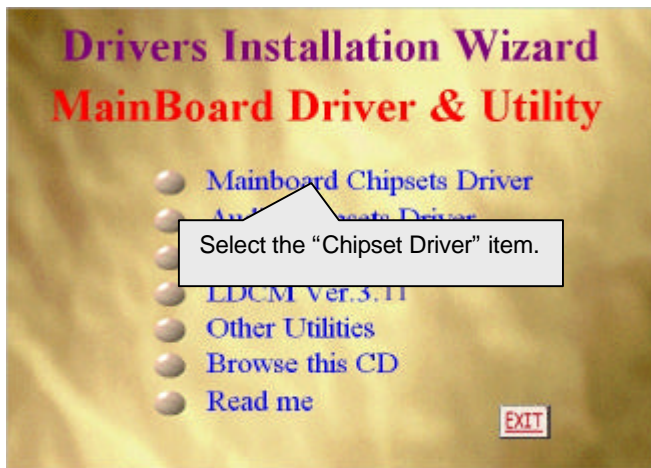 Drivers Installation Wizard
MainBoard Driver & Utility
Mainboard Chipsets Driver
Driver
Select the “Chipset Driver” item.
LDCM Ver.3.11
Other Utilities
Browse this CD
Read me
EXIT